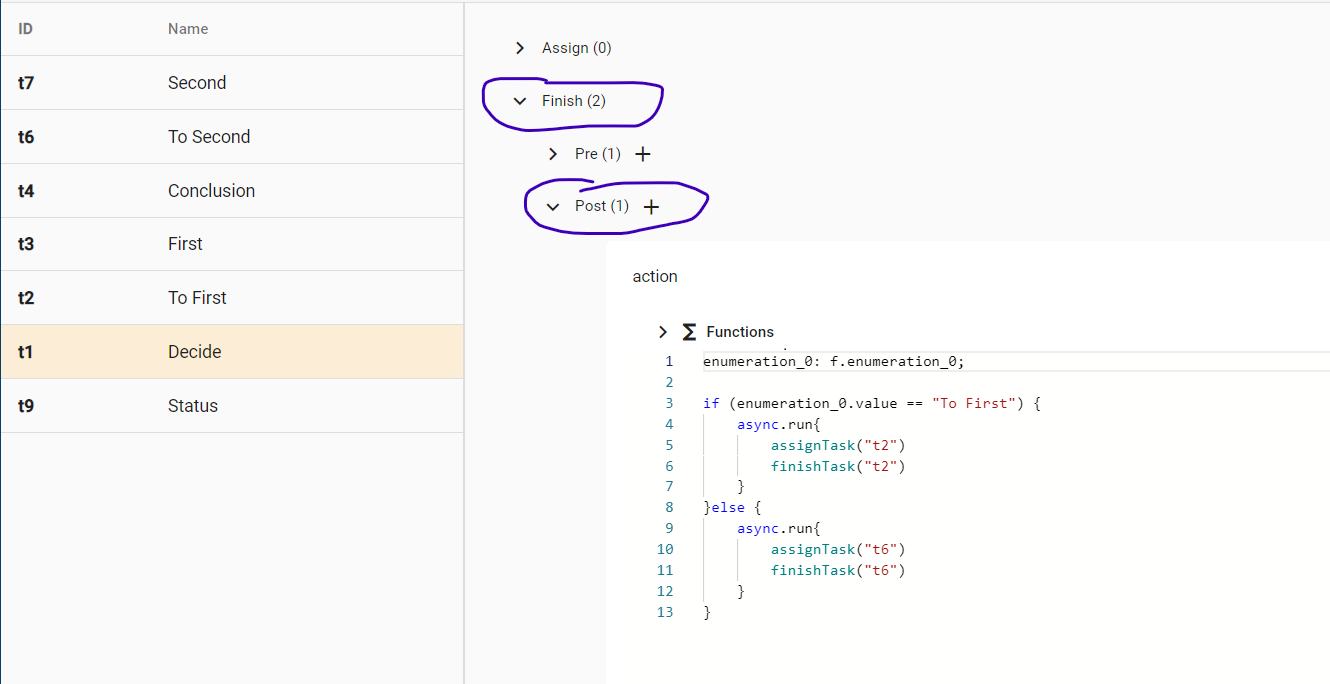 ID Name
t7 Second
t6 To Second
t4 Conclusion
t3 First
t2 To First
t1 Decide
t9 Status
Assign (0)
Finish (2)
Pre (1) +
Post (1) +
action
Σ Functions
1 enumeration_0: f.enumeration_0;
2
3 if (enumeration_0.value == "To First") {
4 async.run{
5 assignTask("t2")
6 finishTask("t2")
7 }
8 }else {
9 async.run{
10 assignTask("t6")
11 finishTask("t6")
12 }
13 }